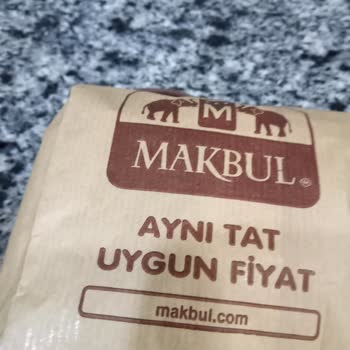 M
MAKBUL
AYNI TAT
UYGUN FİYAT
makbul.com